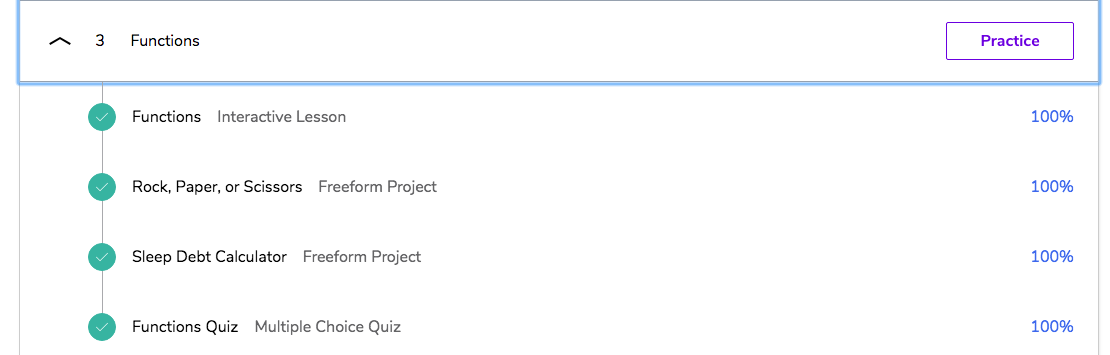 3 Functions Practice
Functions Interactive Lesson 100%
Rock, Paper, or Scissors Freeform Project 100%
Sleep Debt Calculator Freeform Project 100%
Functions Quiz Multiple Choice Quiz 100%